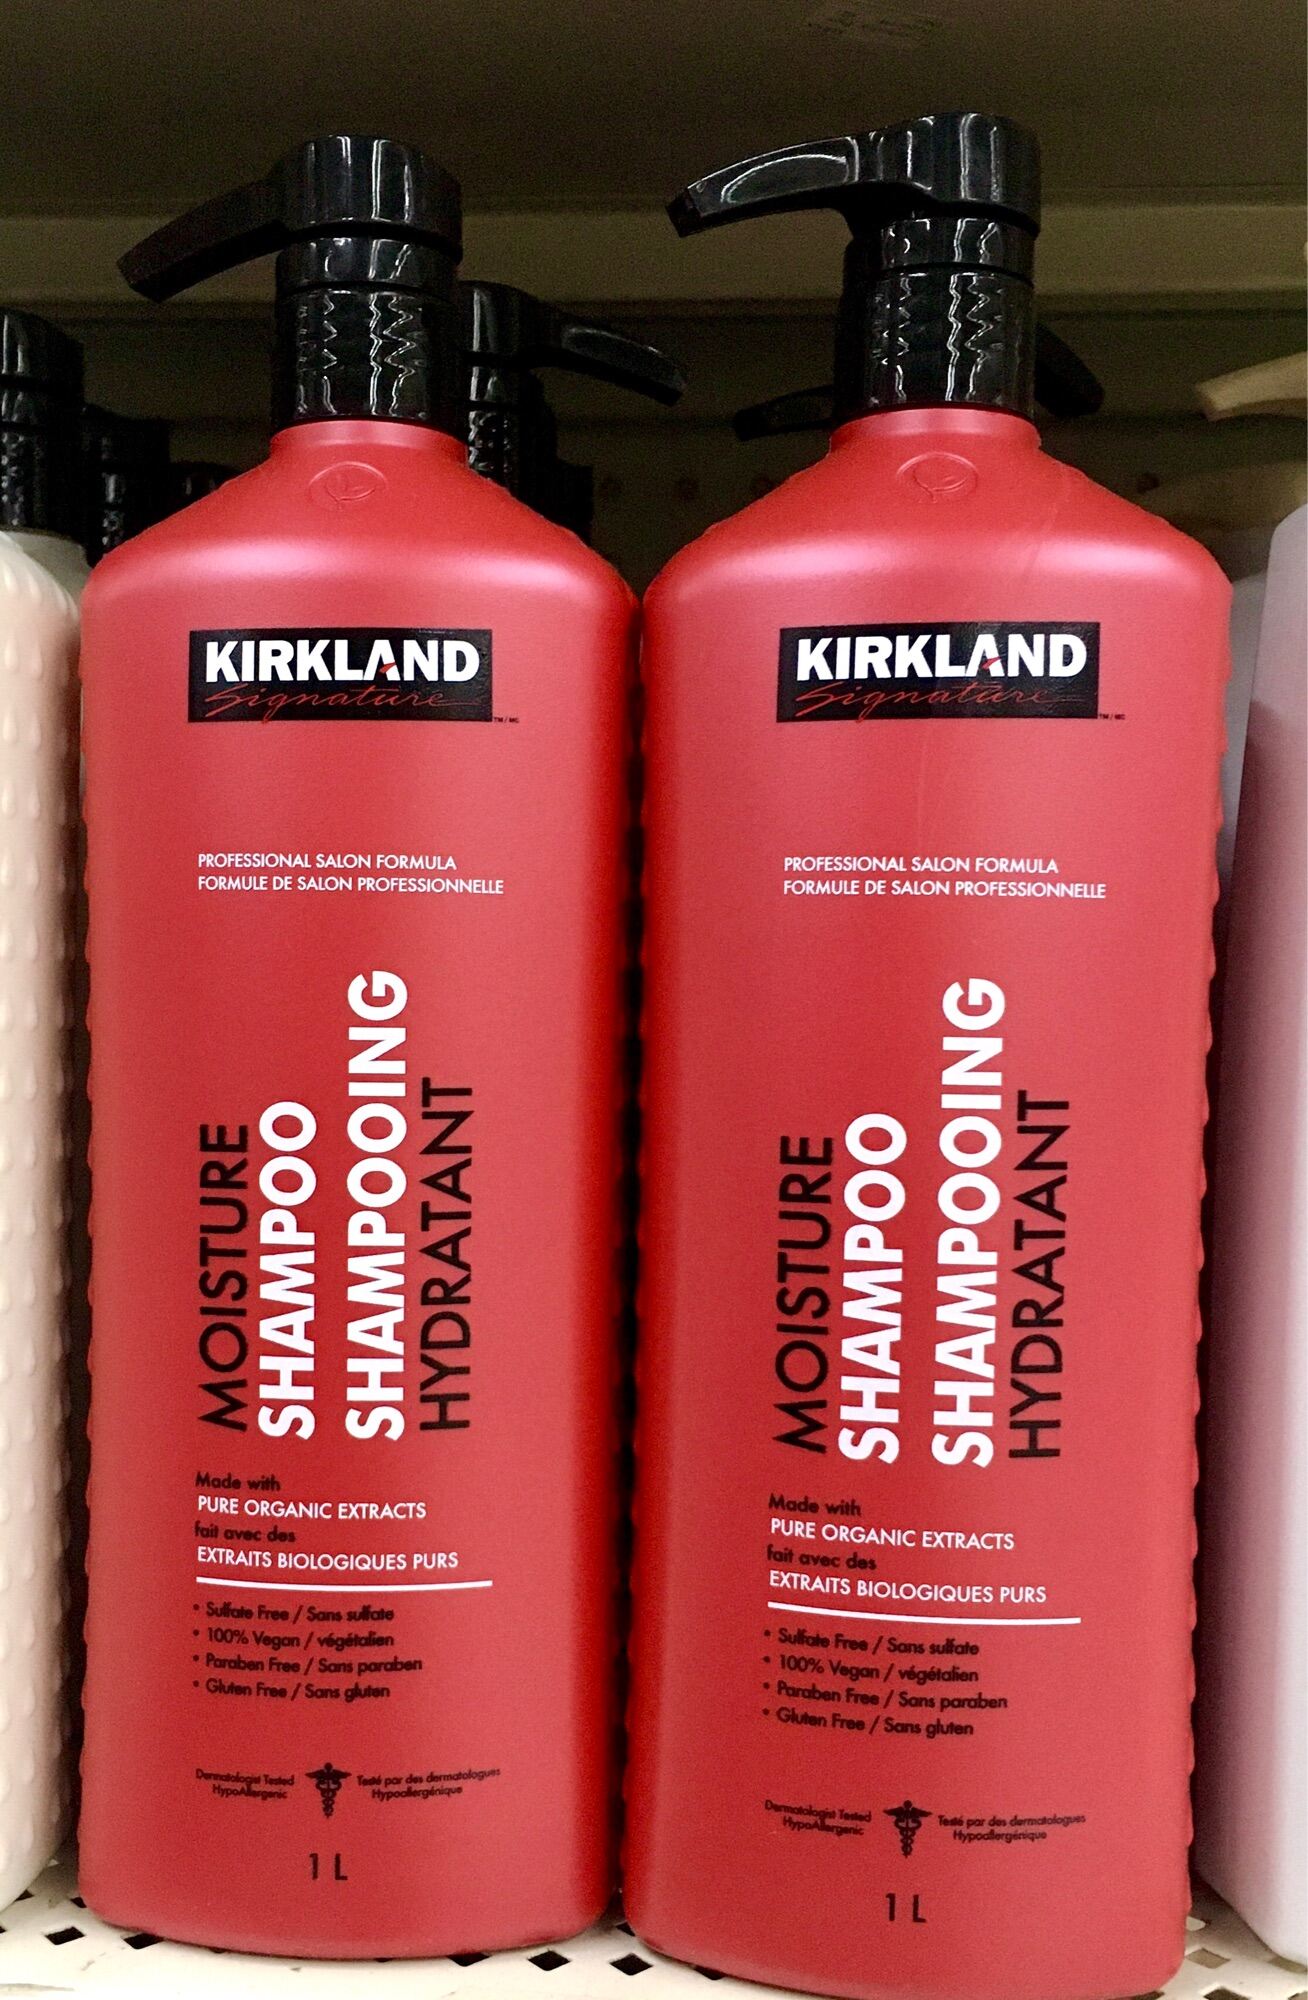 KIRKLAND
Signature
TM / MC
PROFESSIONAL SALON FORMULA
FORMULE DE SALON PROFESSIONNELLE
MOISTURE
SHAMPOO
SHAMPOOING
HYDRATANT
Made with
PURE ORGANIC EXTRACTS
fait avec des
EXTRAITS BIOLOGIQUES PURS
• Sulfate Free / Sans sulfate
• 100% Vegan / végétalien
• Paraben Free / Sans paraben
• Gluten Free / Sans gluten
Dermatologist Tested
HypoAllergenic
Testé par des dermatologues
Hypoallergénique
1 L
KIRKLAND
Signature
TM / MC
PROFESSIONAL SALON FORMULA
FORMULE DE SALON PROFESSIONNELLE
MOISTURE
SHAMPOO
SHAMPOOING
HYDRATANT
Made with
PURE ORGANIC EXTRACTS
fait avec des
EXTRAITS BIOLOGIQUES PURS
• Sulfate Free / Sans sulfate
• 100% Vegan / végétalien
• Paraben Free / Sans paraben
• Gluten Free / Sans gluten
Dermatologist Tested
HypoAllergenic
Testé par des dermatologues
Hypoallergénique
1 L